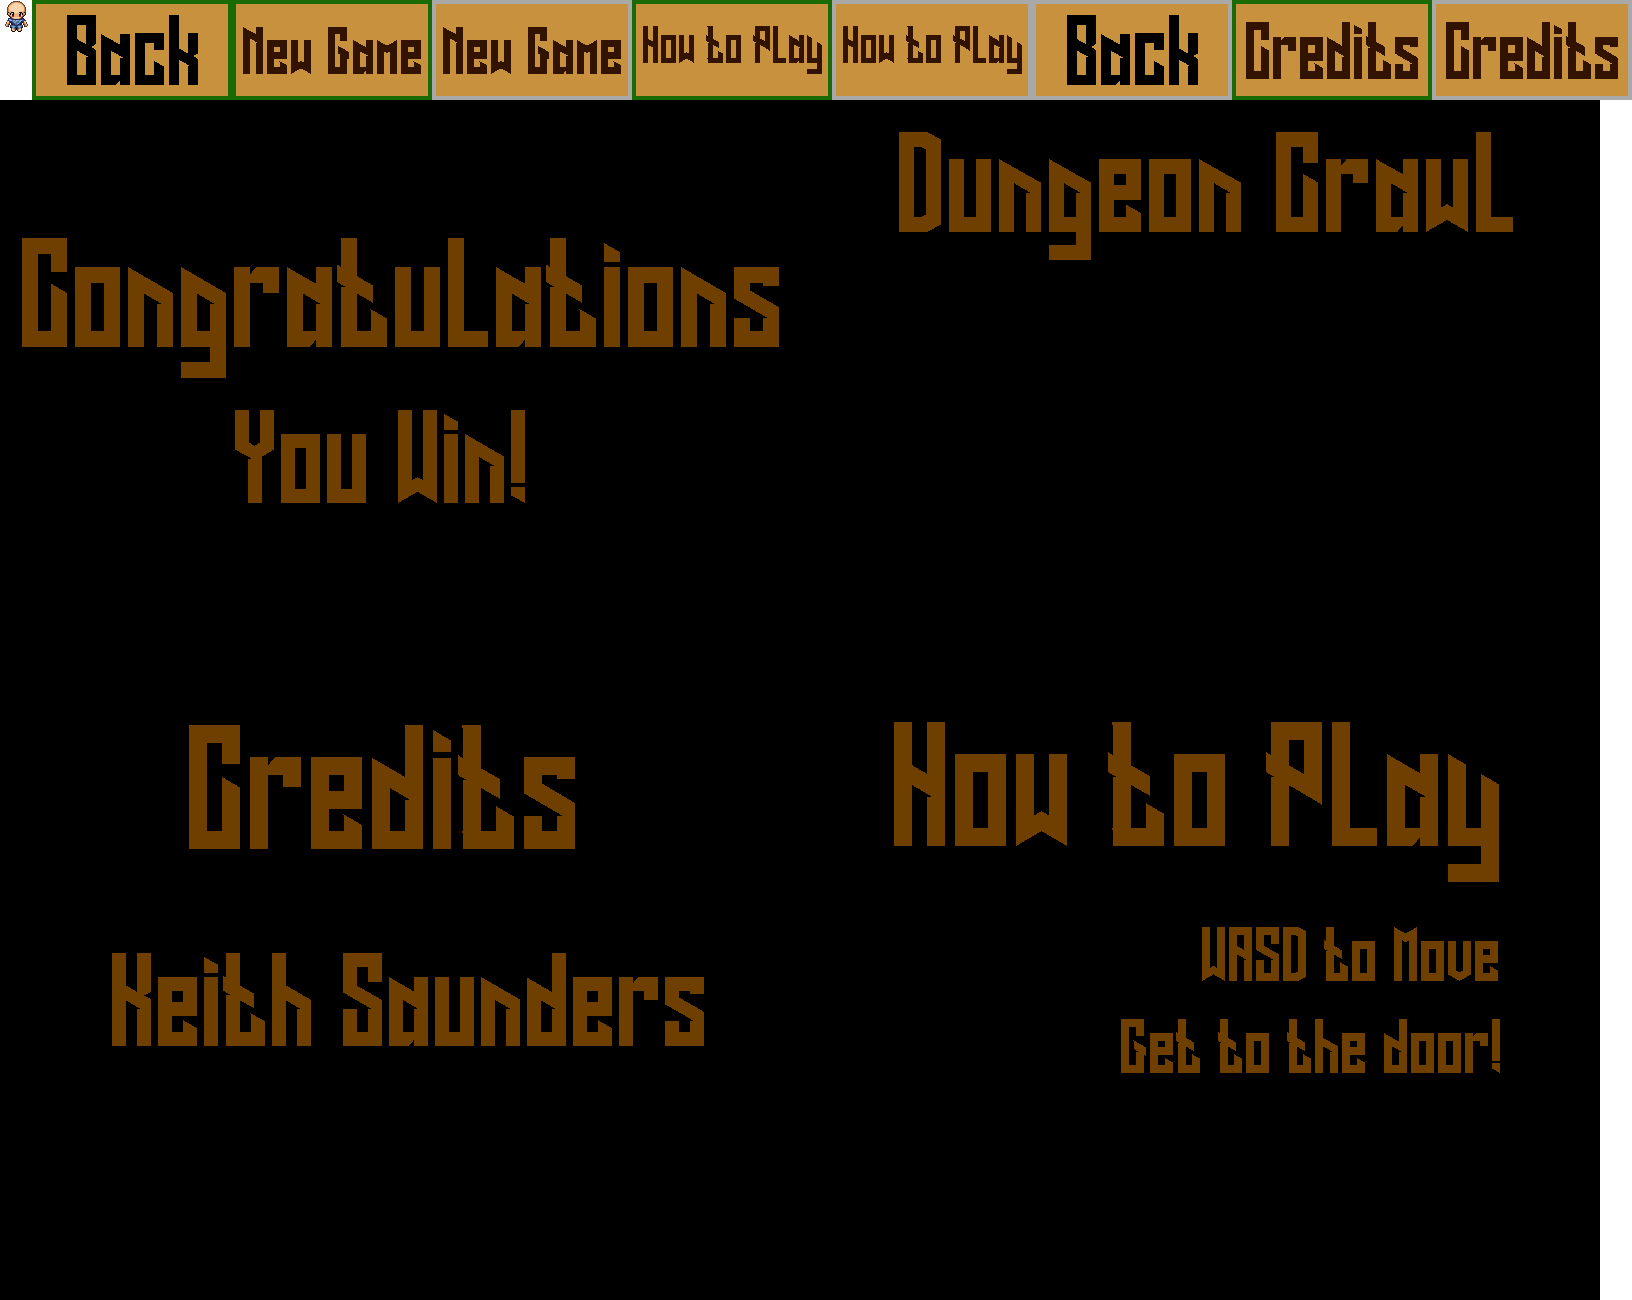 Back
New Game
New Game
How to Play
How to Play
Back
Credits
Credits
Congratulations
You Win!
Dungeon Crawl
Credits
Keith Saunders
How to Play
WASD to Move
Get to the door!